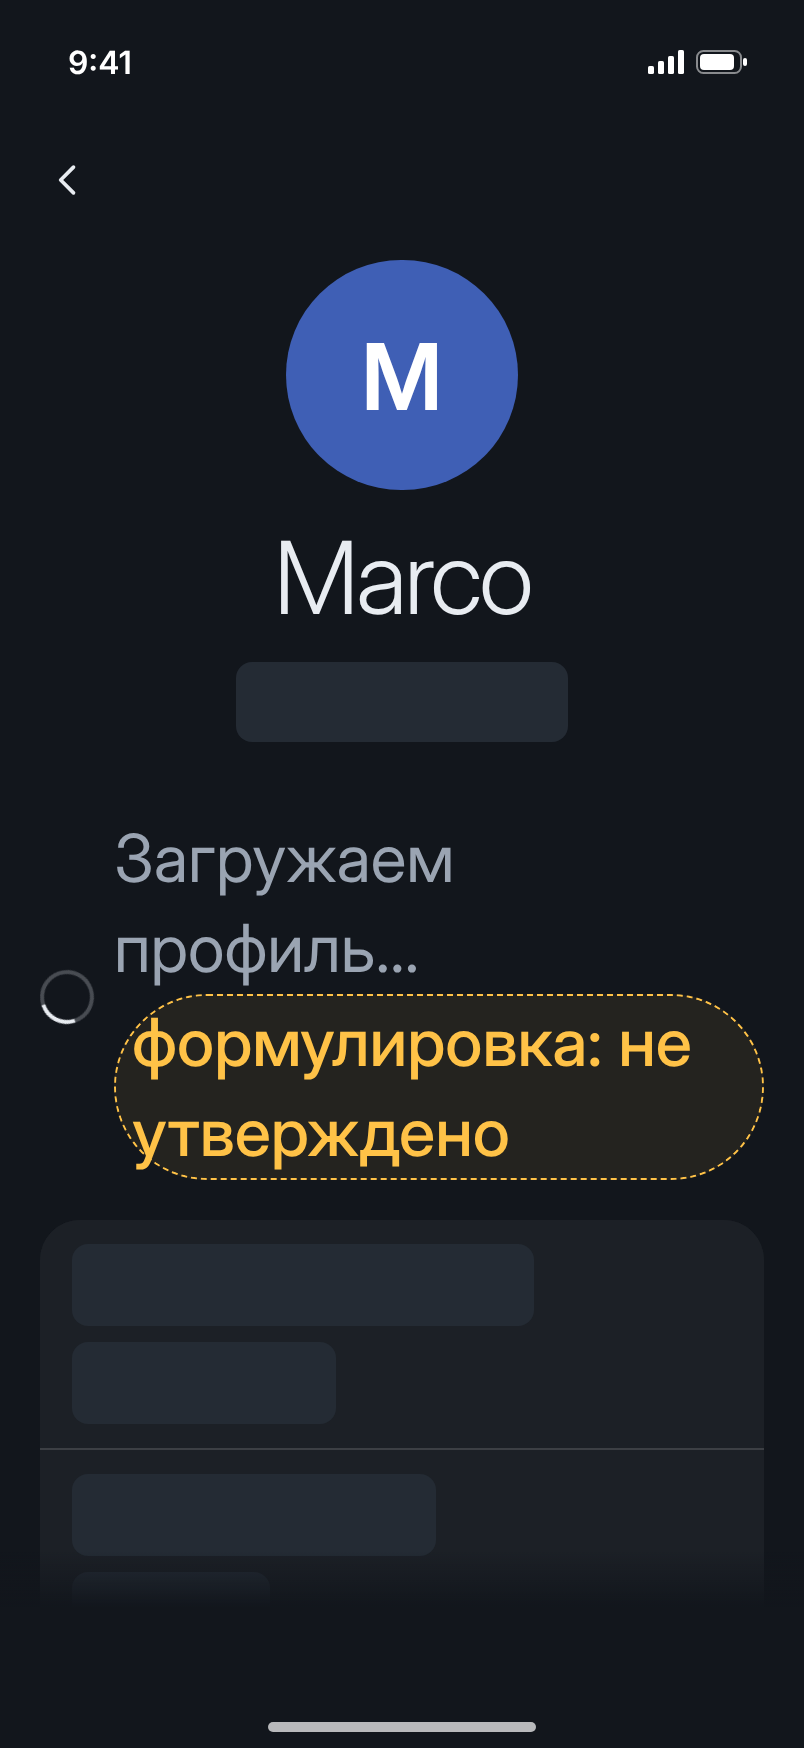 9:41
M
Marco
Загружаем
профиль...
формулировка: не
утверждено